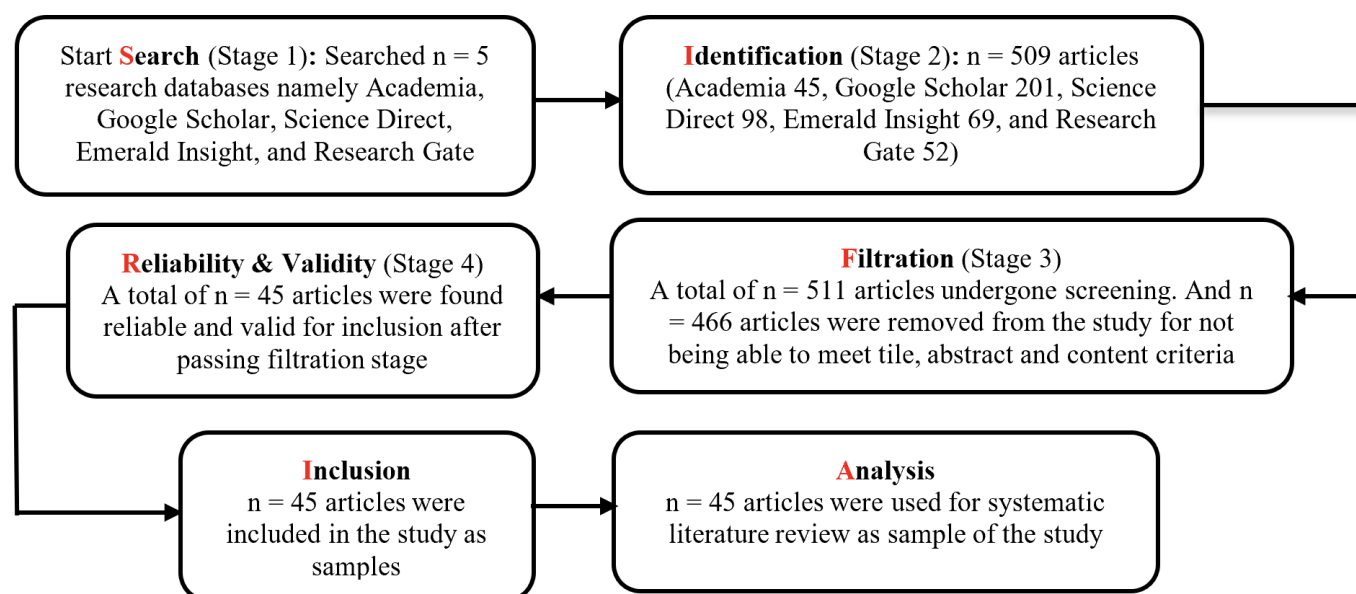 Start Search (Stage 1): Searched n = 5
research databases namely Academia,
Google Scholar, Science Direct,
Emerald Insight, and Research Gate
Identification (Stage 2): n = 509 articles
(Academia 45, Google Scholar 201, Science
Direct 98, Emerald Insight 69, and Research
Gate 52)
Filtration (Stage 3)
A total of n = 511 articles undergone screening. And n
= 466 articles were removed from the study for not
being able to meet tile, abstract and content criteria
Reliability & Validity (Stage 4)
A total of n = 45 articles were found
reliable and valid for inclusion after
passing filtration stage
Inclusion
n = 45 articles were
included in the study as
samples
Analysis
n = 45 articles were used for systematic
literature review as sample of the study